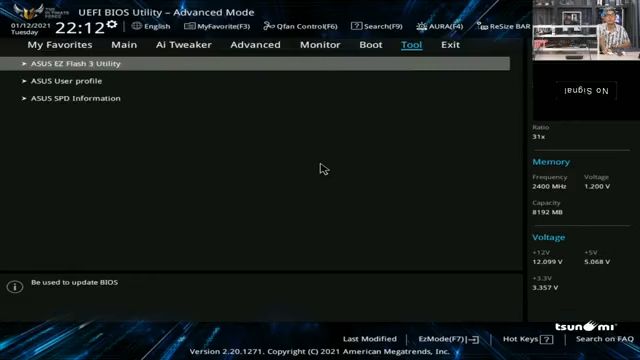 THE ULTIMATE
FORCE
UEFI BIOS Utility – Advanced Mode
01/12/2021
Tuesday
22:12
English
MyFavorite(F3)
Qfan Control(F6)
Search(F9)
AURA(F4)
ReSize BAR
My Favorites
Main
Ai Tweaker
Advanced
Monitor
Boot
Tool
Exit
ASUS EZ Flash 3 Utility
ASUS User profile
ASUS SPD Information
No Signal
Ratio
31x
Memory
Frequency Voltage
2400 MHz 1.200 V
Capacity
8192 MB
Voltage
+12V +5V
12.099 V 5.068 V
+3.3V
3.357 V
Be used to update BIOS
tsunami
Last Modified
EzMode(F7)
Hot Keys ?
Search on FAQ
Version 2.20.1271. Copyright (C) 2021 American Megatrends, Inc.